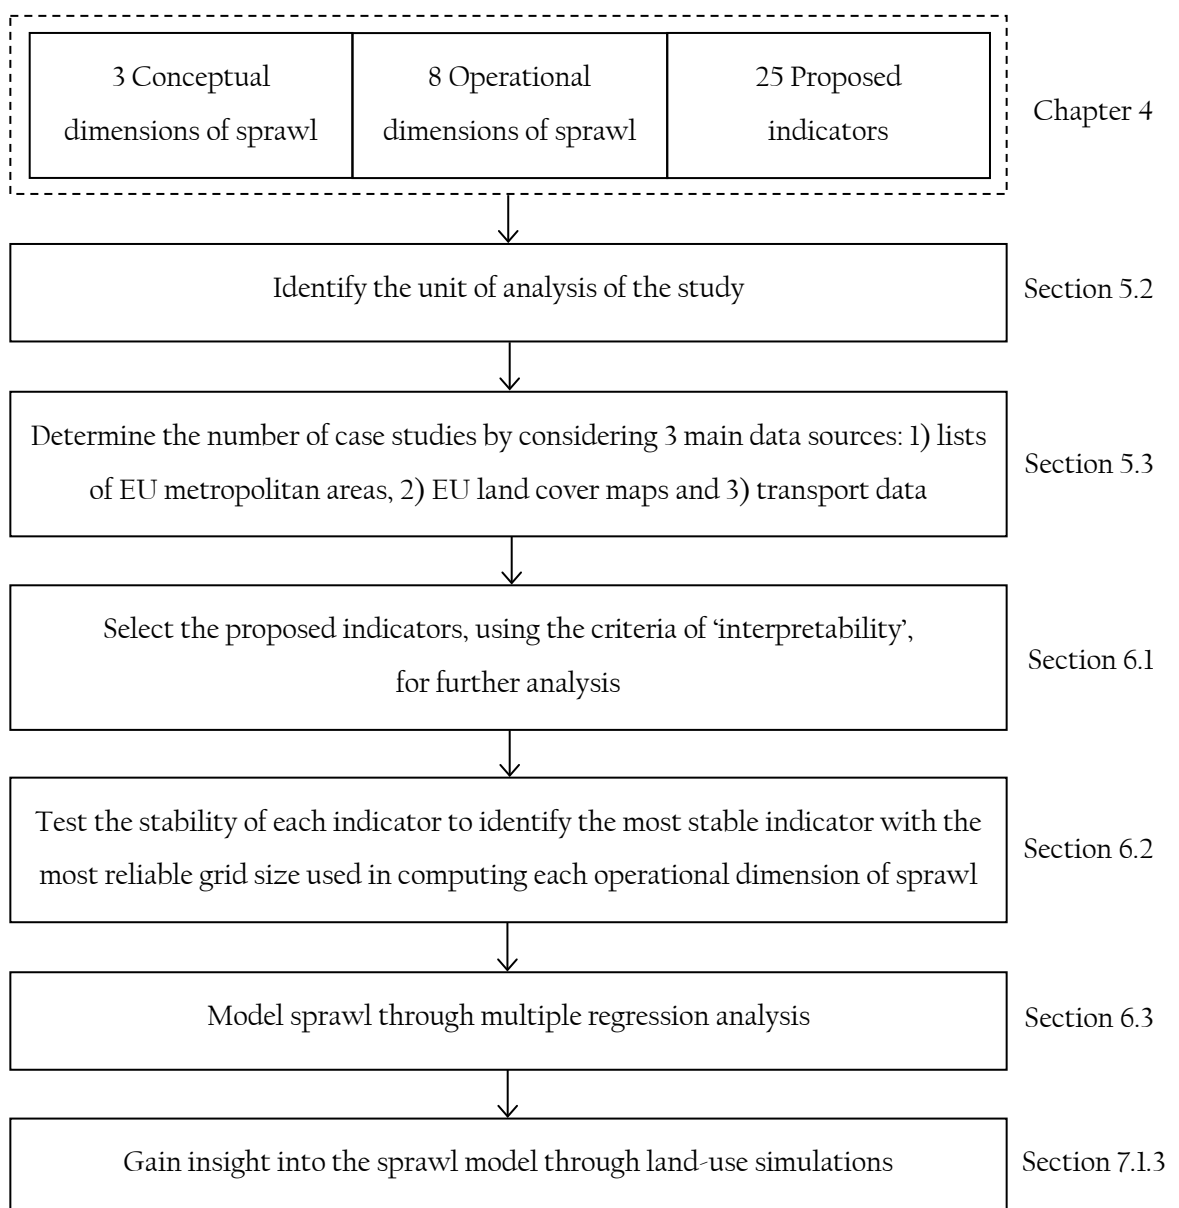 3 Conceptual
dimensions of sprawl
8 Operational
dimensions of sprawl
25 Proposed
indicators
Chapter 4
Identify the unit of analysis of the study
Section 5.2
Determine the number of case studies by considering 3 main data sources: 1) lists
of EU metropolitan areas, 2) EU land cover maps and 3) transport data
Section 5.3
Select the proposed indicators, using the criteria of ‘interpretability’,
for further analysis
Section 6.1
Test the stability of each indicator to identify the most stable indicator with the
most reliable grid size used in computing each operational dimension of sprawl
Section 6.2
Model sprawl through multiple regression analysis
Section 6.3
Gain insight into the sprawl model through land-use simulations
Section 7.1.3